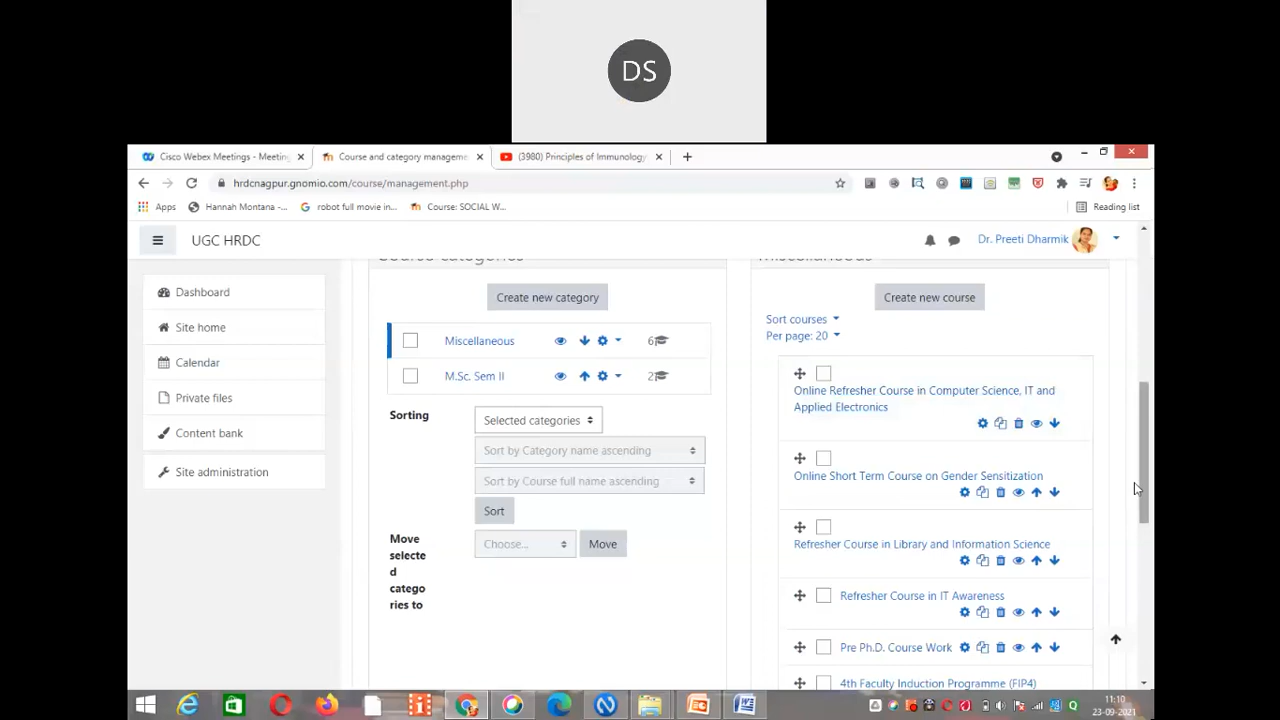 DS
Cisco Webex Meetings - Meeting
Course and category manageme
(3980) Principles of Immunology
hrdcnagpur.gnomio.com/course/management.php
Apps
Hannah Montana -...
robot full movie in...
Course: SOCIAL W...
Reading list
UGC HRDC
Dr. Preeti Dharmik
Dashboard
Site home
Calendar
Private files
Content bank
Site administration
Course categories
Create new category
Miscellaneous
6
M.Sc. Sem II
2
Sorting
Selected categories
Sort by Category name ascending
Sort by Course full name ascending
Sort
Move
selecte
d
catego
ries to
Choose...
Move
Miscellaneous
Create new course
Sort courses
Per page: 20
Online Refresher Course in Computer Science, IT and
Applied Electronics
Online Short Term Course on Gender Sensitization
Refresher Course in Library and Information Science
Refresher Course in IT Awareness
Pre Ph.D. Course Work
4th Faculty Induction Programme (FIP4)
11:10
23-09-2021